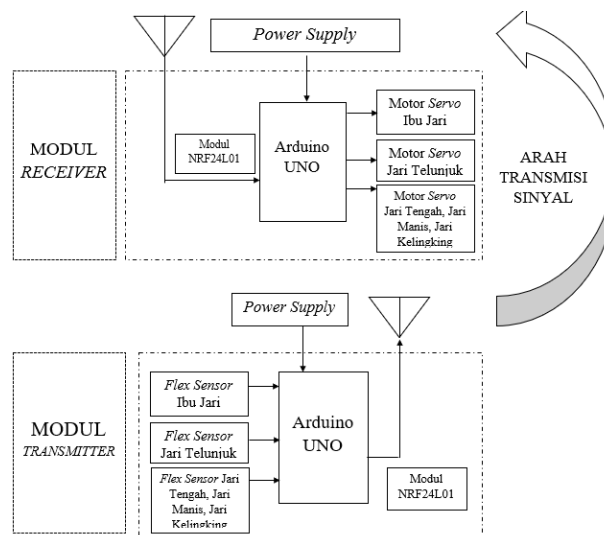 Power Supply
MODUL
RECEIVER
Modul
NRF24L01
Arduino
UNO
Motor Servo
Ibu Jari
Motor Servo
Jari Telunjuk
Motor Servo
Jari Tengah, Jari
Manis, Jari
Kelingking
ARAH
TRANSMISI
SINYAL
Power Supply
MODUL
TRANSMITTER
Flex Sensor
Ibu Jari
Flex Sensor
Jari Telunjuk
Flex Sensor Jari
Tengah, Jari
Manis, Jari
Kelingking
Arduino
UNO
Modul
NRF24L01